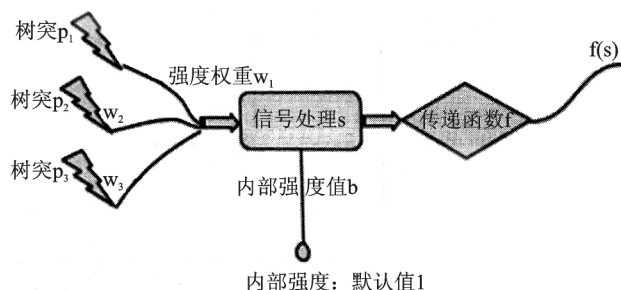 树突p1
强度权重w1
f(s)
树突p2
w2
信号处理s
传递函数f
树突p3
w3
内部强度值b
内部强度：默认值1